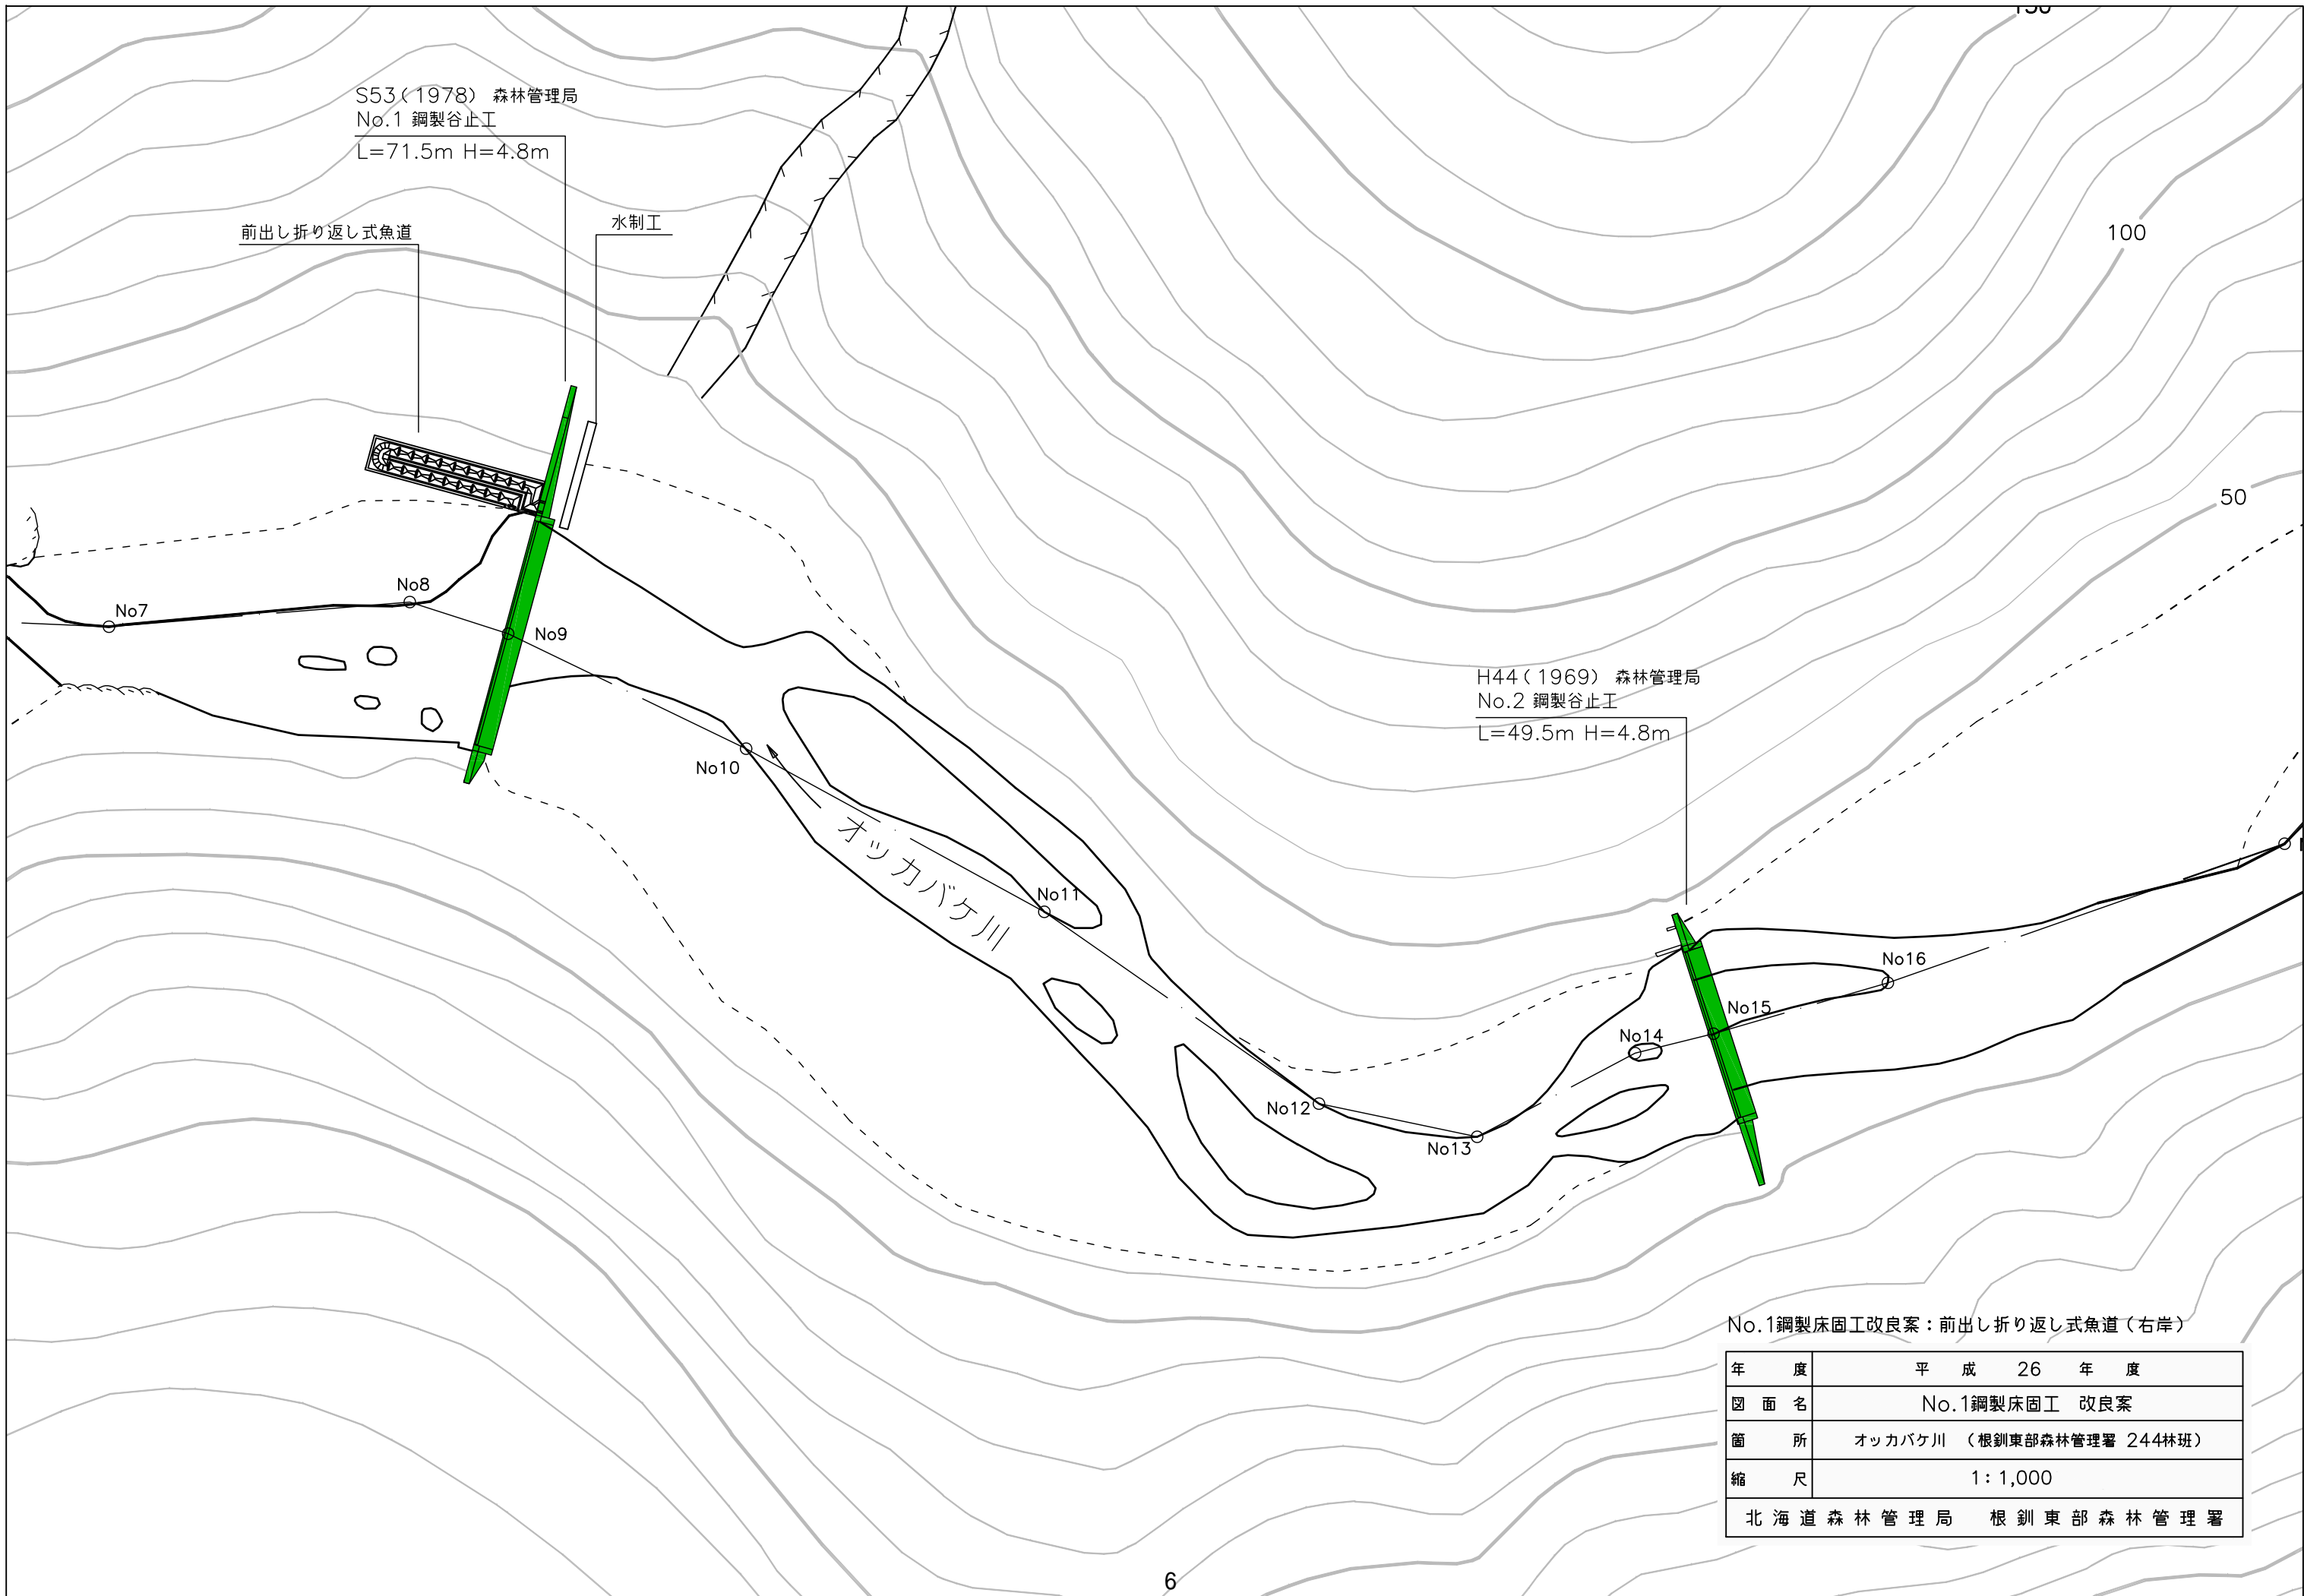 S53(1978) 森林管理局
No.1 鋼製谷止工
L=71.5m H=4.8m
水制工
前出し折り返し式魚道
100
50
No7
No8
No9
No10
オッカバケ川
No11
No12
No13
No14
No15
No16
H44(1969) 森林管理局
No.2 鋼製谷止工
L=49.5m H=4.8m
No.1鋼製床固工改良案：前出し折り返し式魚道（右岸）
年 度 平 成 26 年 度
図 面 名 No.1鋼製床固工 改良案
箇 所 オッカバケ川 （根釧東部森林管理署 244林班）
縮 尺 1：1,000
北海道森林管理局 根釧東部森林管理署
6